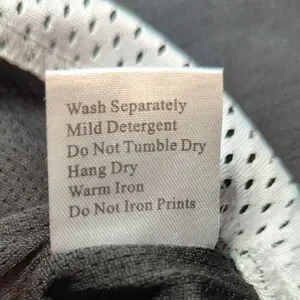 Wash Separately
Mild Detergent
Do Not Tumble Dry
Hang Dry
Warm Iron
Do Not Iron Prints